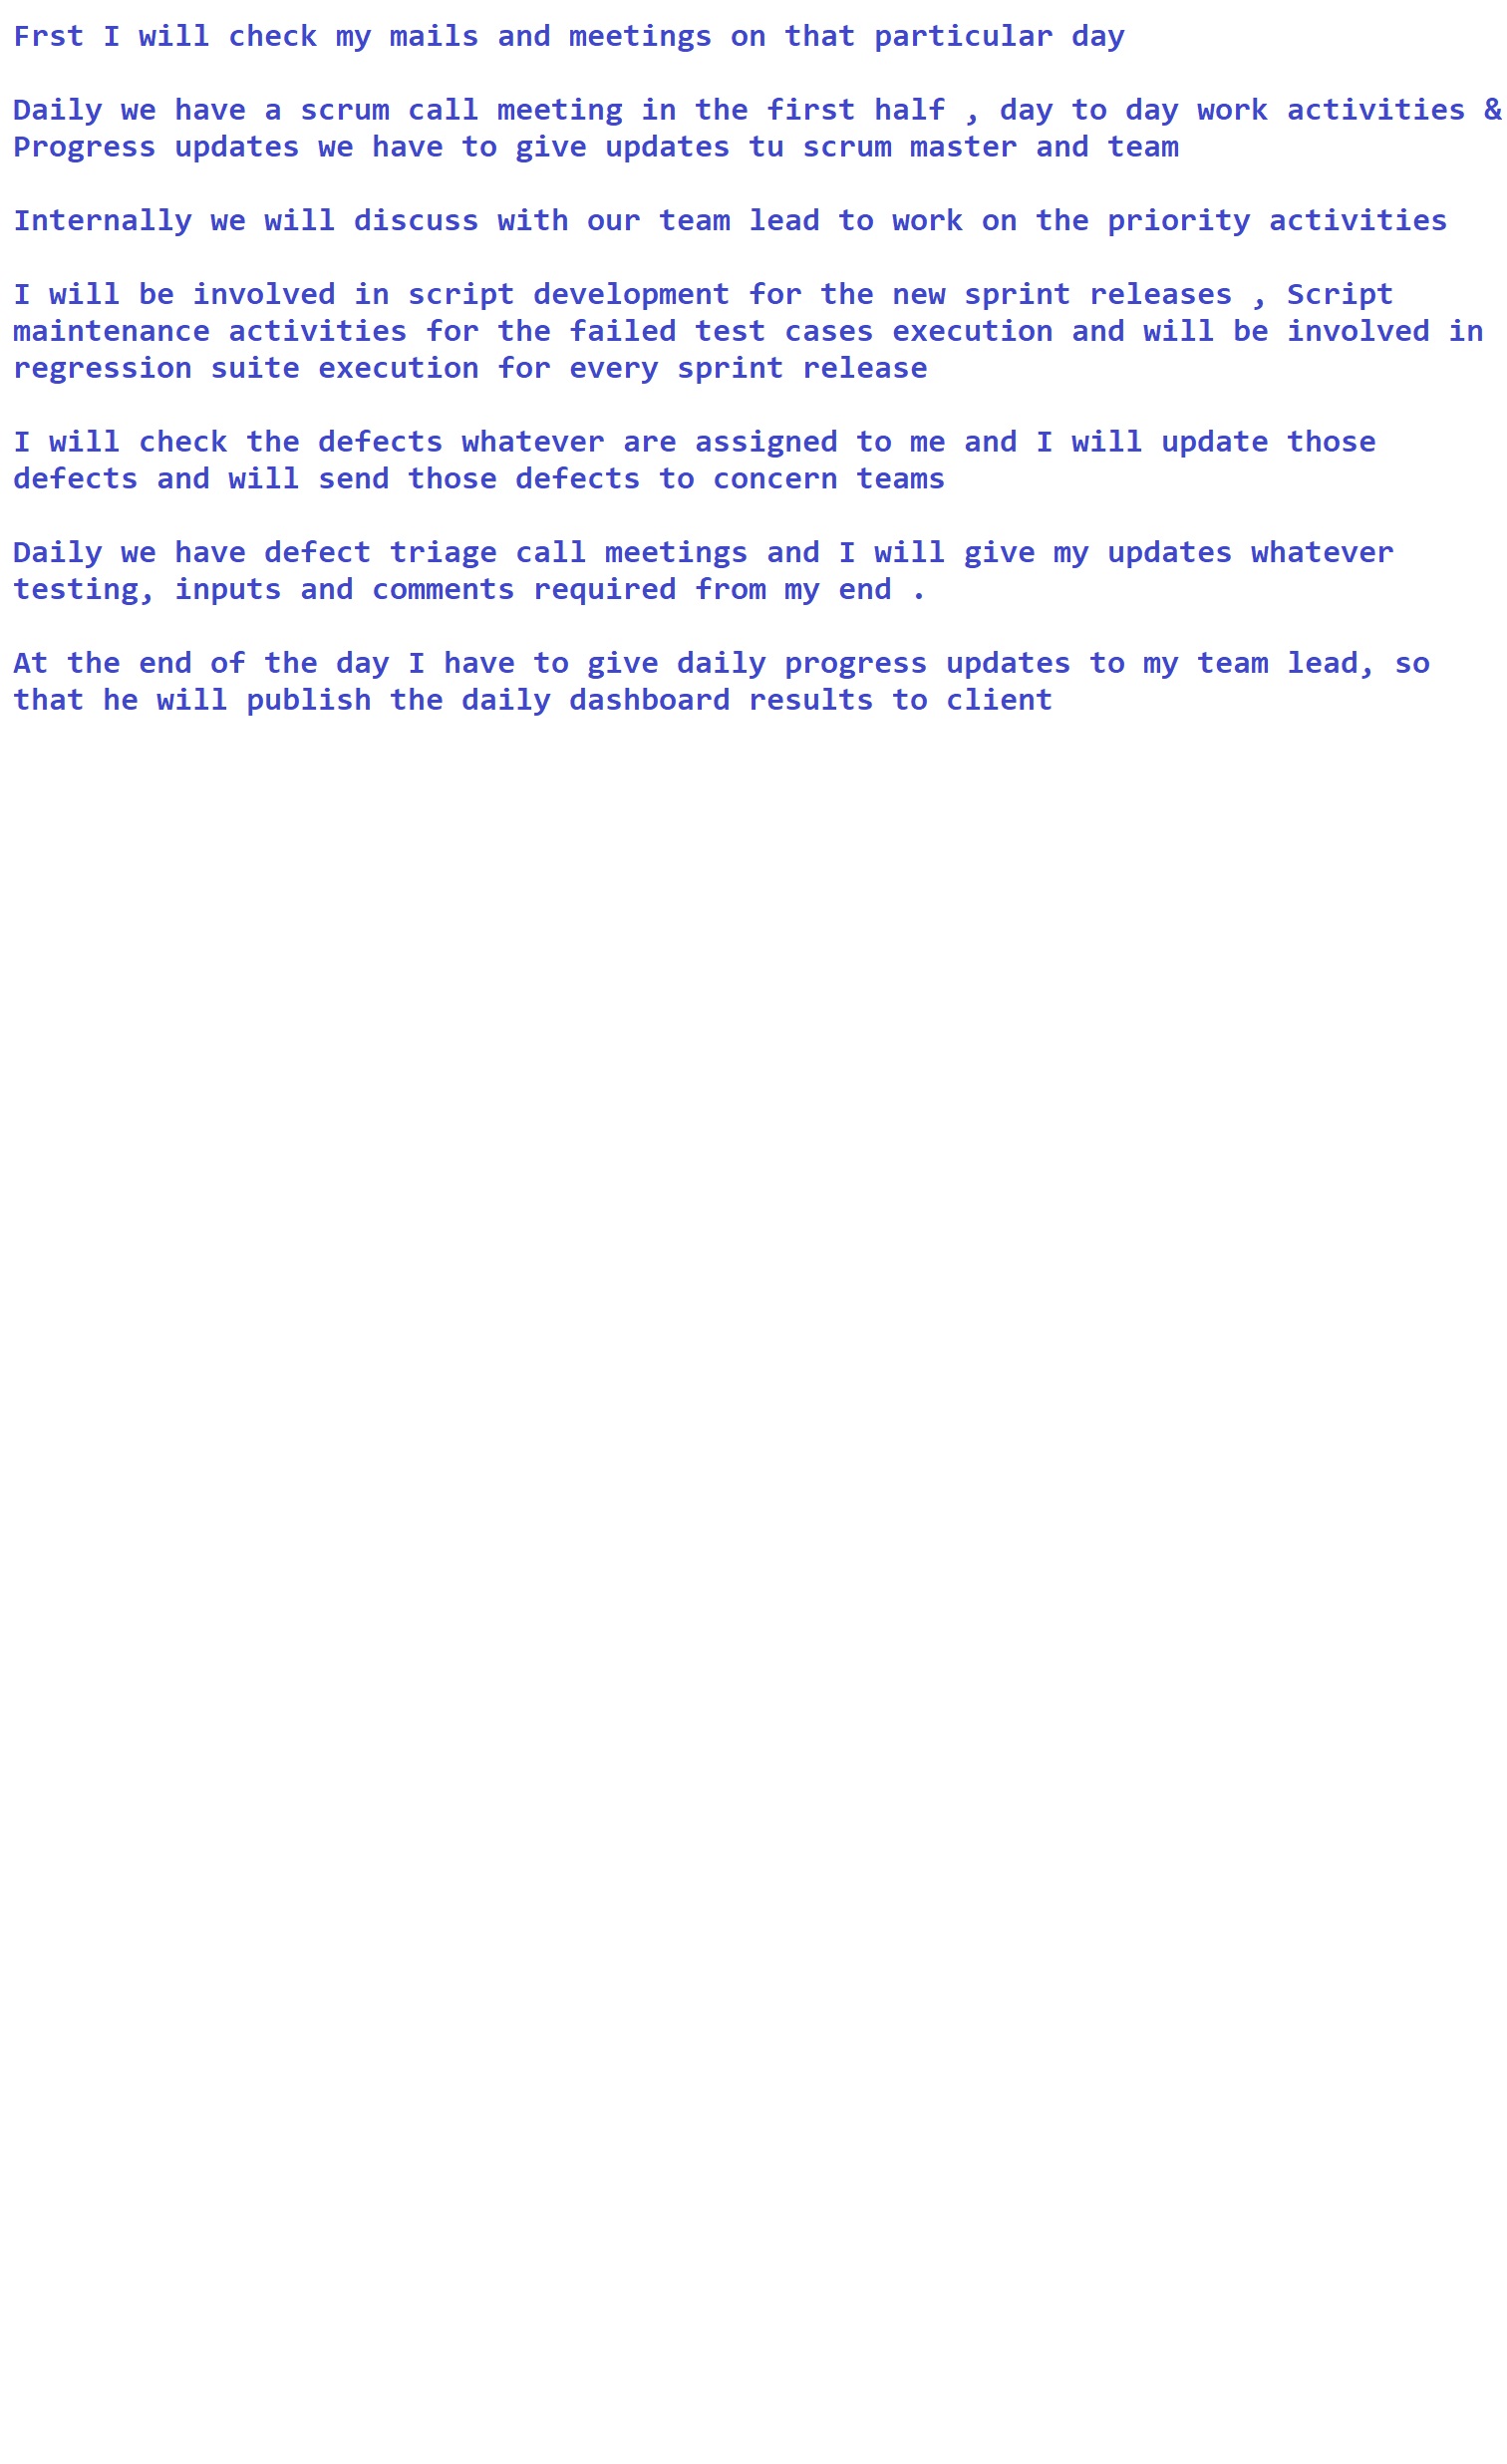 Frst I will check my mails and meetings on that particular day
Daily we have a scrum call meeting in the first half , day to day work activities &
Progress updates we have to give updates tu scrum master and team
Internally we will discuss with our team lead to work on the priority activities
I will be involved in script development for the new sprint releases , Script
maintenance activities for the failed test cases execution and will be involved in
regression suite execution for every sprint release
I will check the defects whatever are assigned to me and I will update those
defects and will send those defects to concern teams
Daily we have defect triage call meetings and I will give my updates whatever
testing, inputs and comments required from my end .
At the end of the day I have to give daily progress updates to my team lead, so
that he will publish the daily dashboard results to client